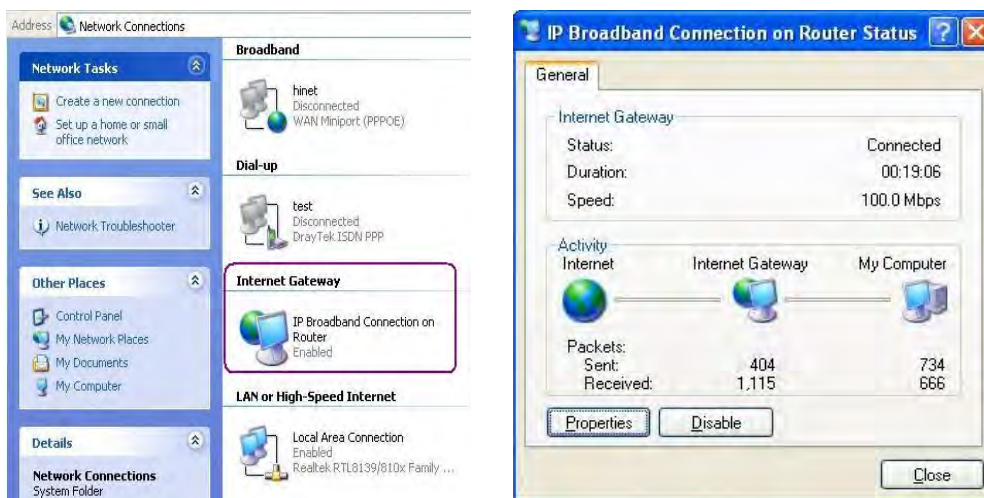 Address Network Connections
Network Tasks
Create a new connection
Set up a home or small
office network
See Also
Network Troubleshooter
Other Places
Control Panel
My Network Places
My Documents
My Computer
Details
Network Connections
System Folder
Broadband
hinet
Disconnected
WAN Miniport (PPPOE)
Dial-up
test
Disconnected
DrayTek ISDN PPP
Internet Gateway
IP Broadband Connection on
Router
Enabled
LAN or High-Speed Internet
Local Area Connection
Enabled
Realtek RTL8139/810x Family ...
IP Broadband Connection on Router Status
General
Internet Gateway
Status: Connected
Duration: 00:19:06
Speed: 100.0 Mbps
Activity
Internet Internet Gateway My Computer
Packets:
Sent: 404 734
Received: 1,115 666
Properties Disable
Close